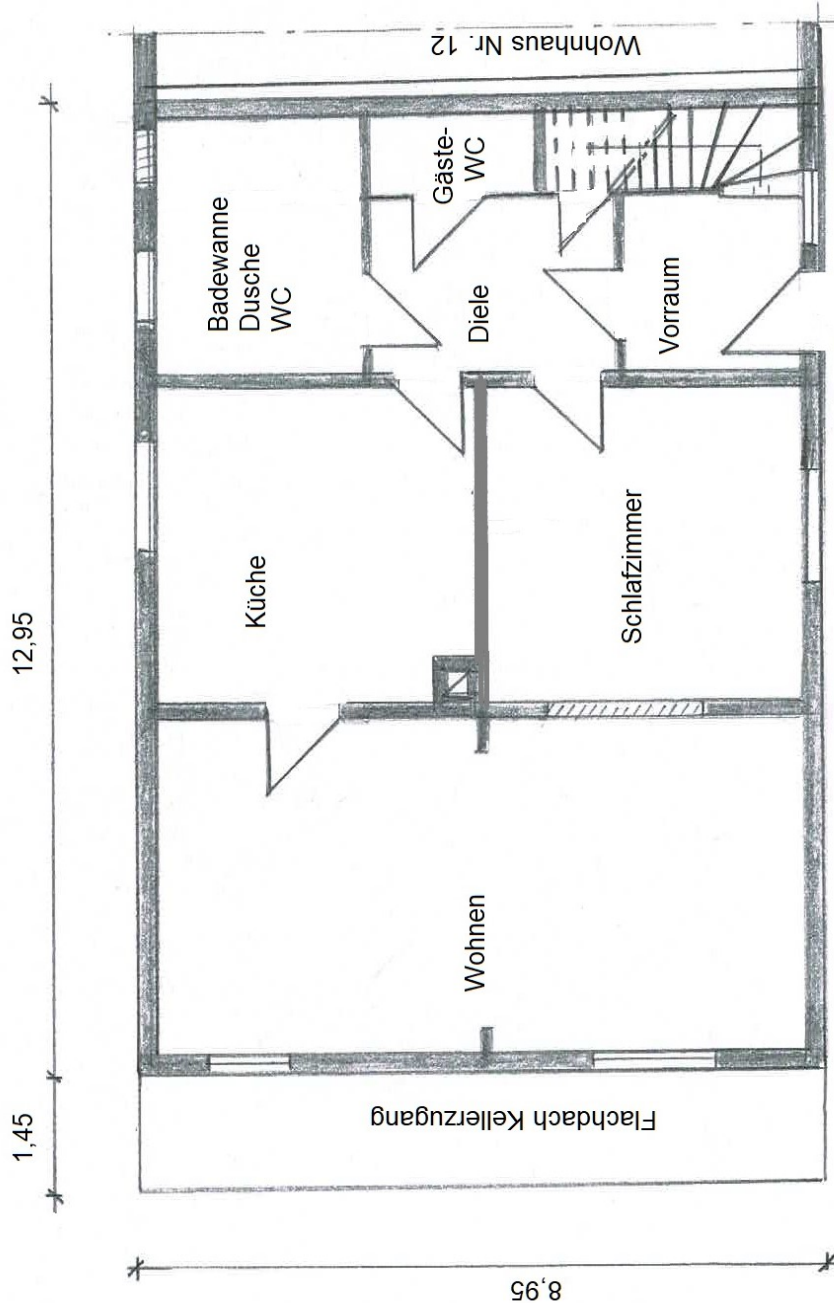 12,95
1,45
8,95
Wohnhaus Nr. 12
Badewanne
Dusche
WC
Gäste-
WC
Diele
Vorraum
Küche
Schlafzimmer
Wohnen
Flachdach Kellerzugang